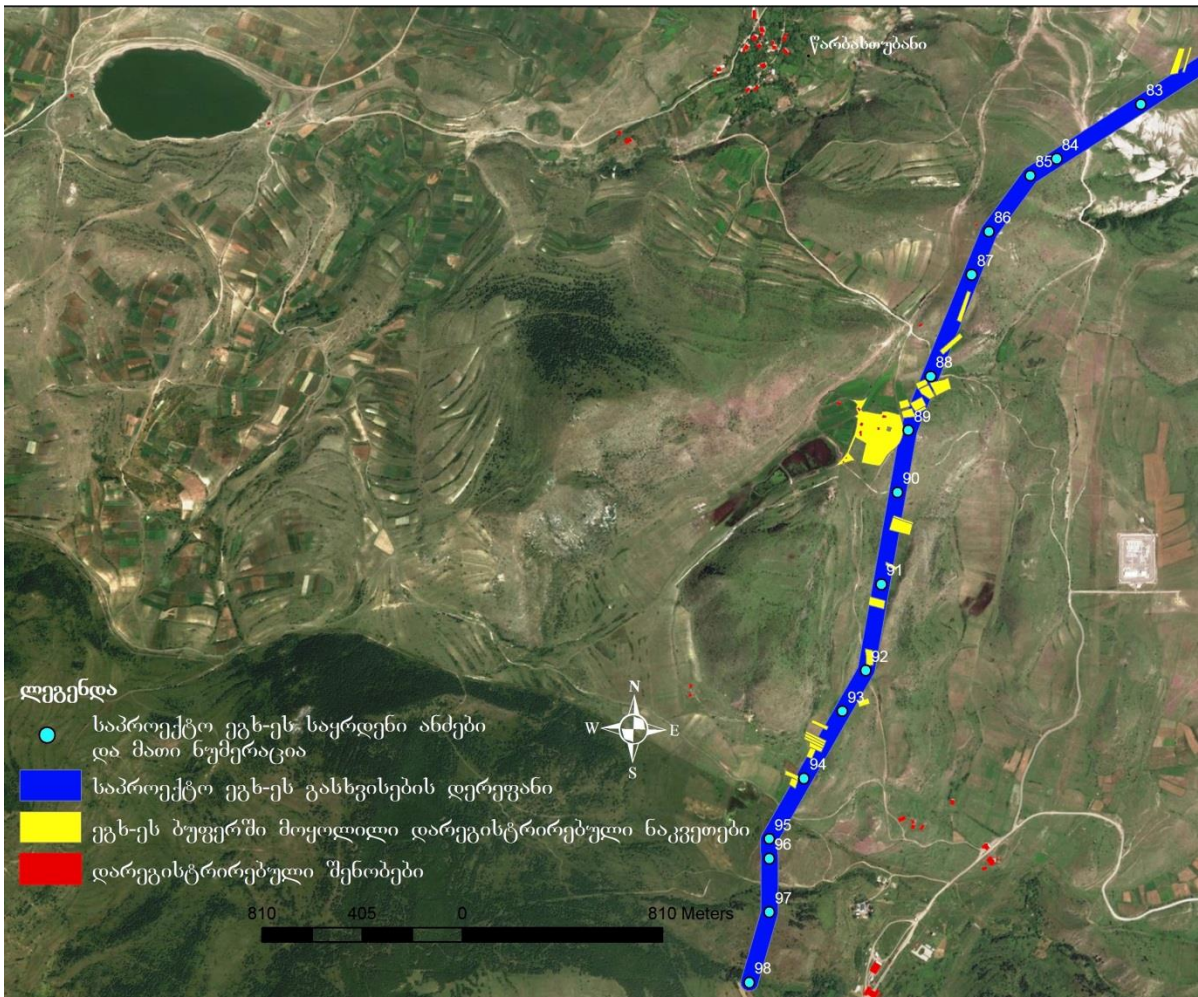 წარბასთუბანი
83
84
85
86
87
88
89
90
91
92
93
94
95
96
97
98
N
W E
S
ლეგენდა
საპროექტო ეგხ-ეს საყრდენი ანძები
და მათი ნუმერაცია
საპროექტო ეგხ-ეს გასხვისების დერეფანი
ეგხ-ეს ბუფერში მოყოლილი დარეგისტრირებული ნაკვეთები
დარეგისტრირებული შენობები
810 405 0 810 Meters